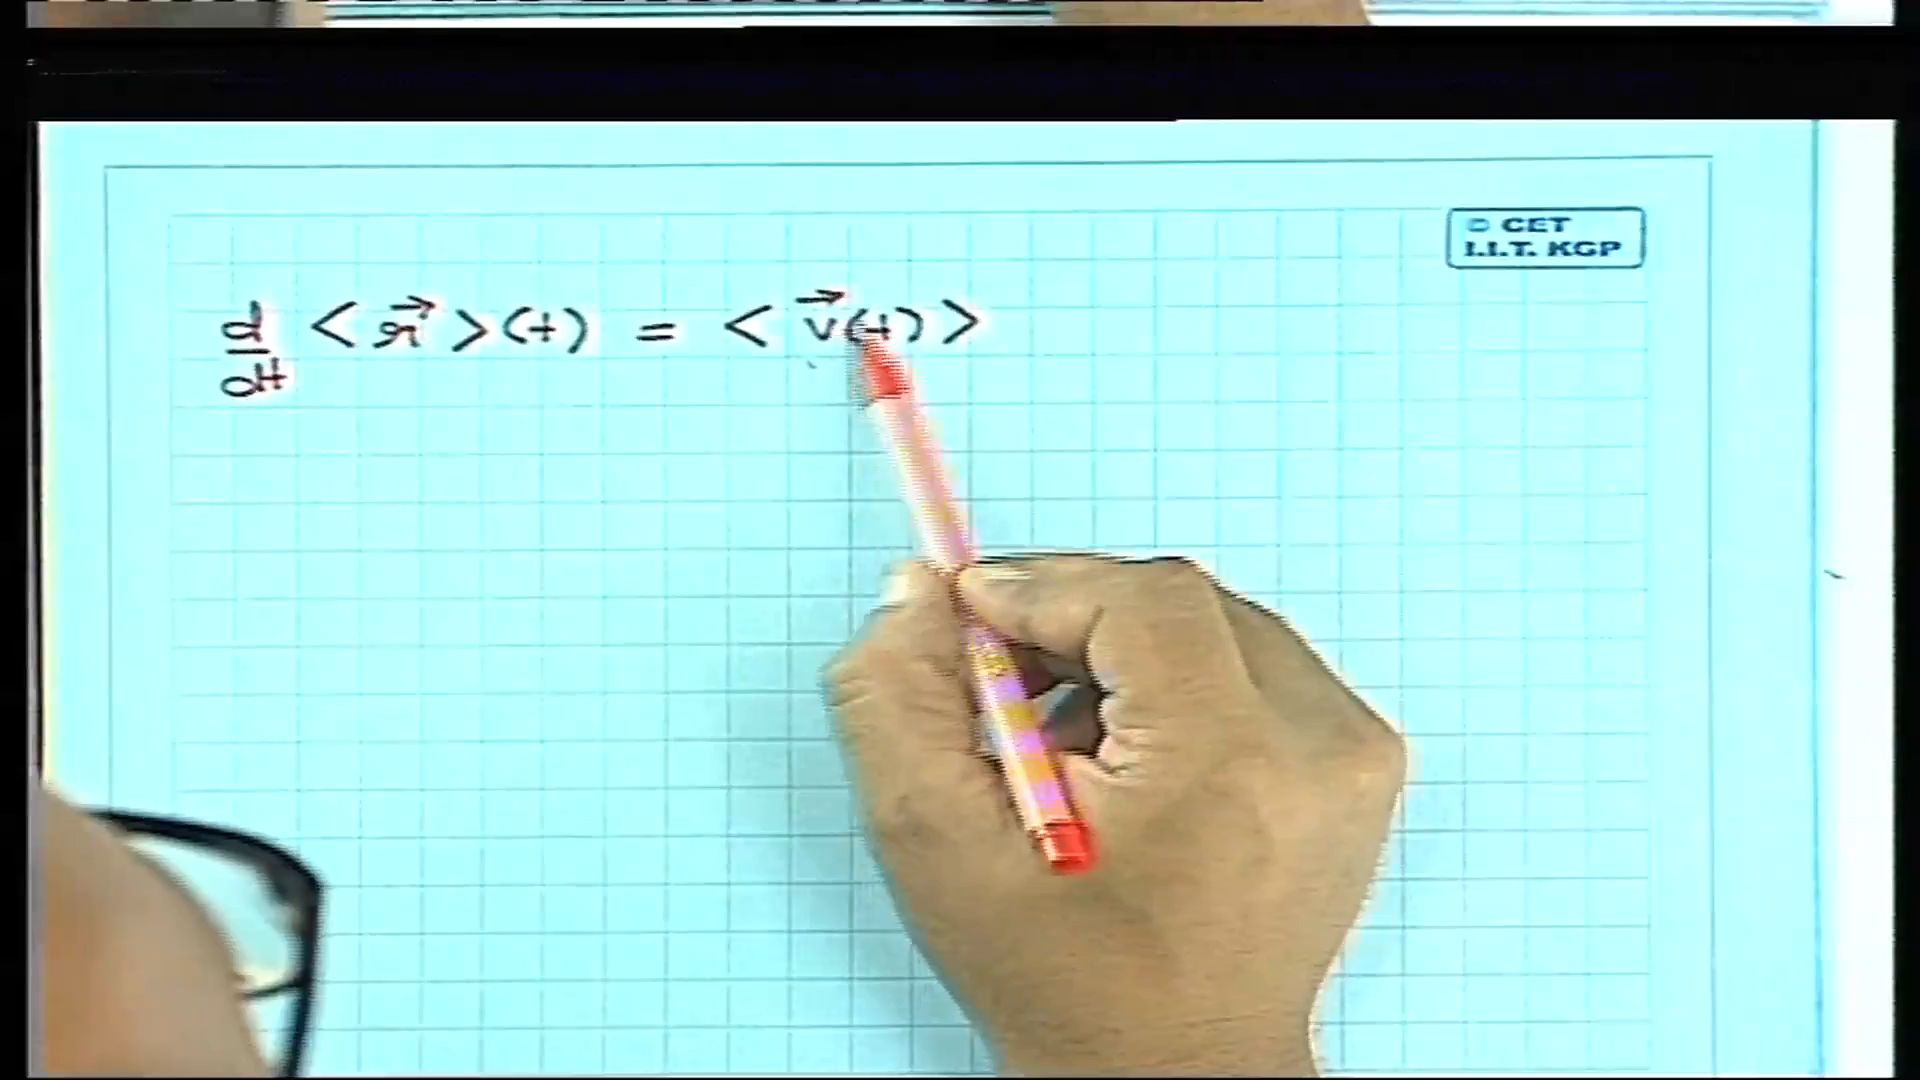 © CET
I.I.T. KGP
d/dt < r⃗ >(t) = < v⃗(t) >